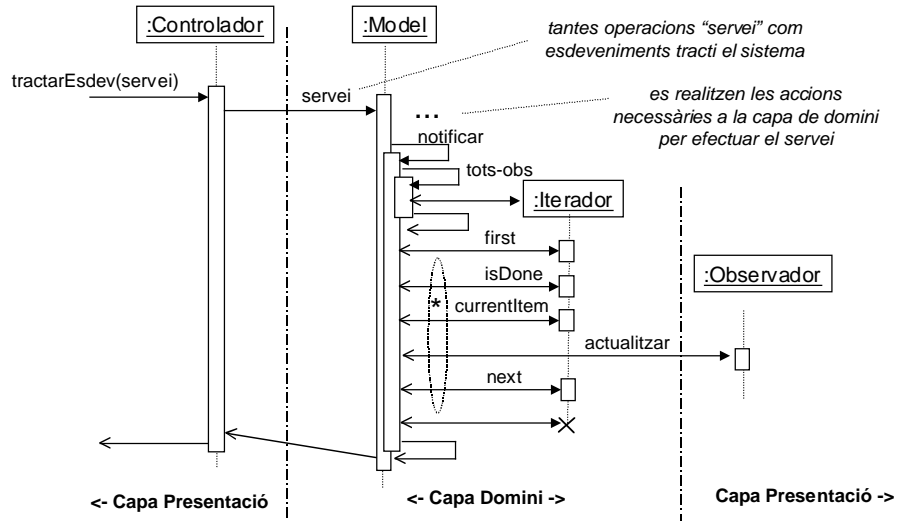 :Controlador
:Model
tantes operacions “servei” com
esdeveniments tracti el sistema
tractarEsdev(servei)
servei
es realitzen les accions
necessàries a la capa de domini
per efectuar el servei
...
notificar
tots-obs
:Iterador
first
:Observador
isDone
* currentItem
actualitzar
next
<- Capa Presentació
<- Capa Domini ->
Capa Presentació ->